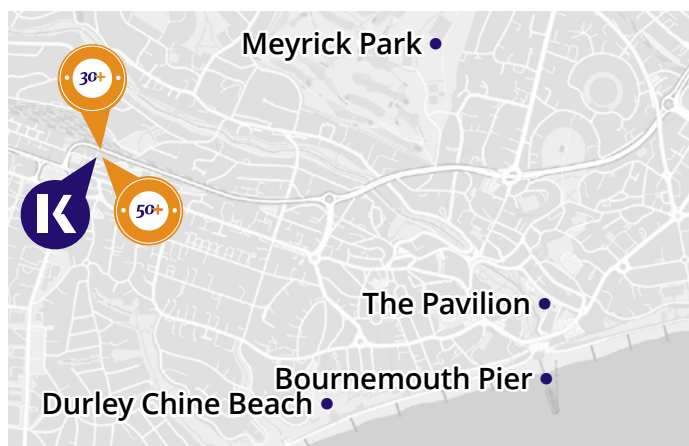 Meyrick Park
30+
K
50+
The Pavilion
Bournemouth Pier
Durley Chine Beach